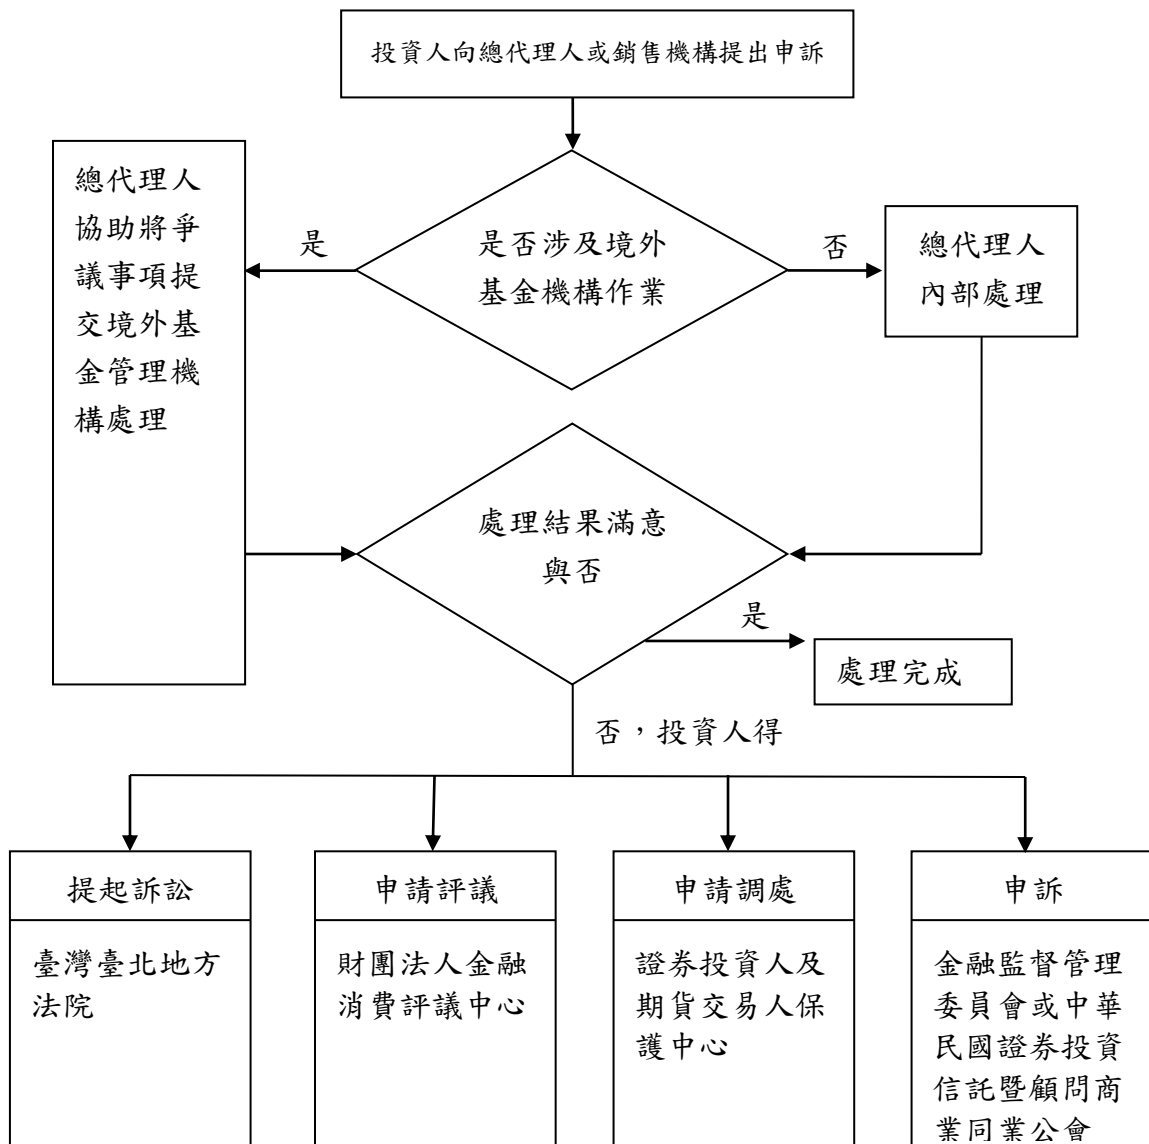 投資人向總代理人或銷售機構提出申訴
總代理人
協助將爭
議事項提
交境外基
金管理機
構處理
是
是否涉及境外
基金機構作業
否
總代理人
內部處理
處理結果滿意
與否
是
處理完成
否，投資人得
提起訴訟
臺灣臺北地方
法院
申請評議
財團法人金融
消費評議中心
申請調處
證券投資人及
期貨交易人保
護中心
申訴
金融監督管理
委員會或中華
民國證券投資
信託暨顧問商
業同業公會